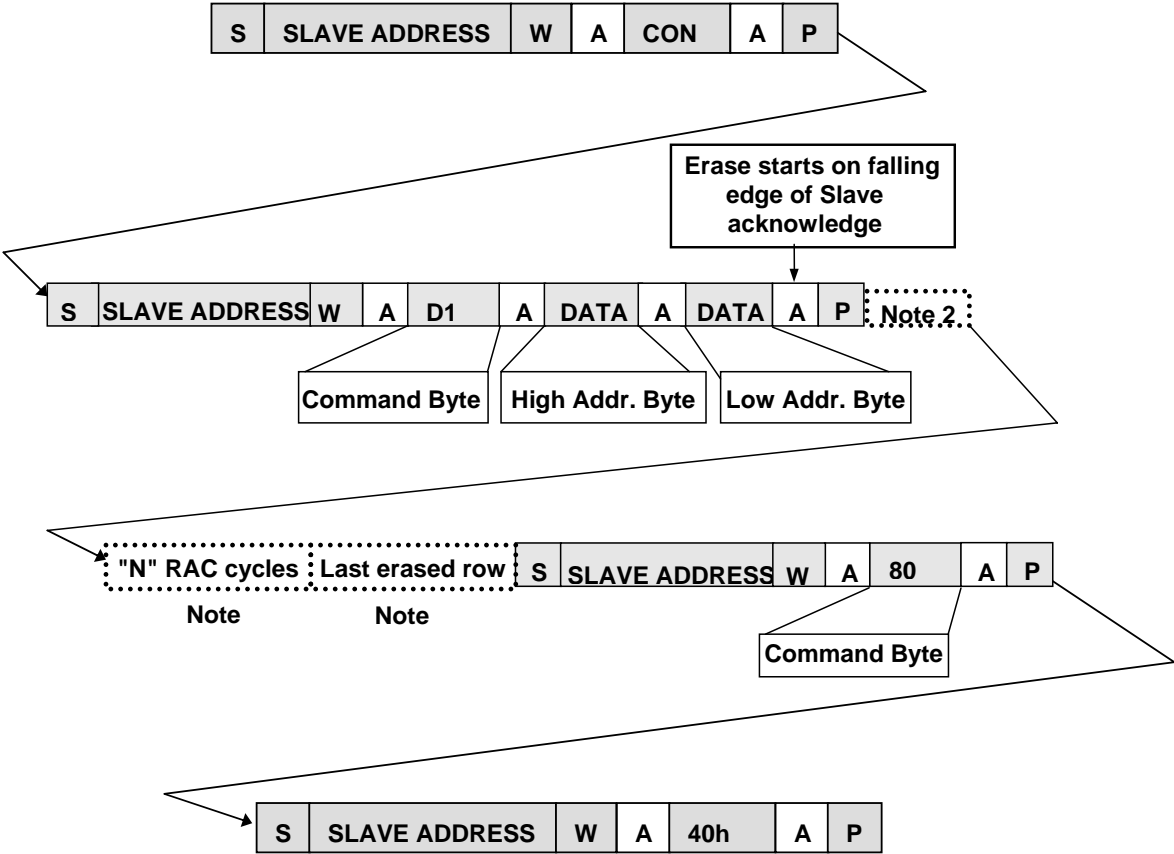 S SLAVE ADDRESS W A CON A P
Erase starts on falling
edge of Slave
acknowledge
S SLAVE ADDRESS W A D1 A DATA A DATA A P Note 2
Command Byte High Addr. Byte Low Addr. Byte
"N" RAC cycles Last erased row S SLAVE ADDRESS W A 80 A P
Note Note
Command Byte
S SLAVE ADDRESS W A 40h A P